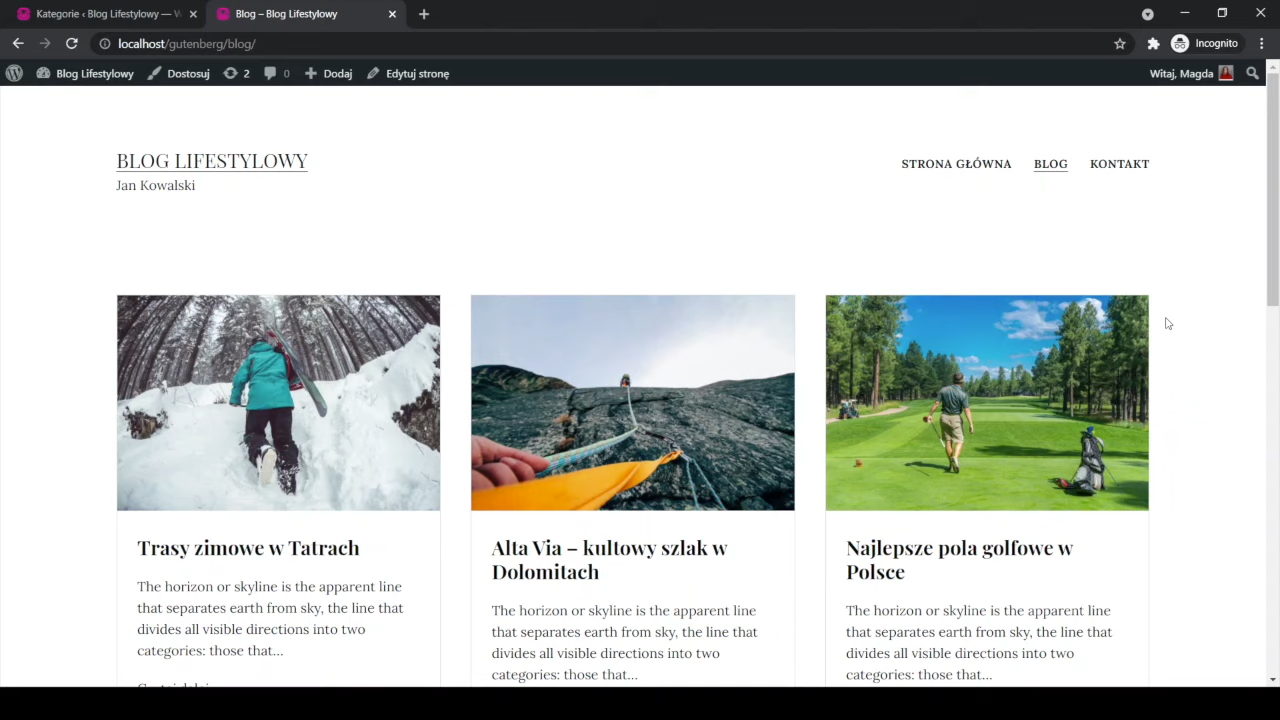 Kategorie ‹ Blog Lifestylowy — W
Blog – Blog Lifestylowy
localhost/gutenberg/blog/
Incognito
Blog Lifestylowy
Dostosuj
2
0
Dodaj
Edytuj stronę
Witaj, Magda
BLOG LIFESTYLOWY
Jan Kowalski
STRONA GŁÓWNA
BLOG
KONTAKT
Trasy zimowe w Tatrach
The horizon or skyline is the apparent line
that separates earth from sky, the line that
divides all visible directions into two
categories: those that…
Alta Via – kultowy szlak w
Dolomitach
The horizon or skyline is the apparent line
that separates earth from sky, the line that
divides all visible directions into two
categories: those that…
Najlepsze pola golfowe w
Polsce
The horizon or skyline is the apparent line
that separates earth from sky, the line that
divides all visible directions into two
categories: those that…